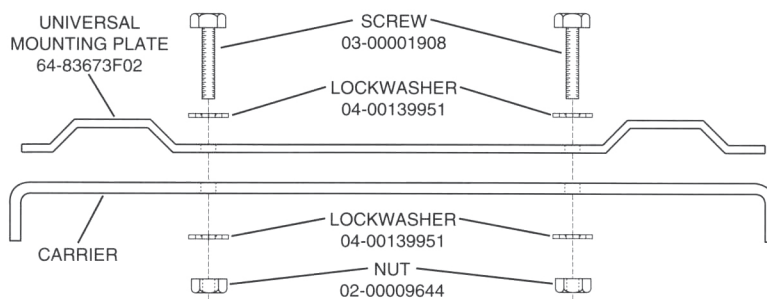 UNIVERSAL
MOUNTING PLATE
64-83673F02
SCREW
03-00001908
LOCKWASHER
04-00139951
CARRIER
LOCKWASHER
04-00139951
NUT
02-00009644